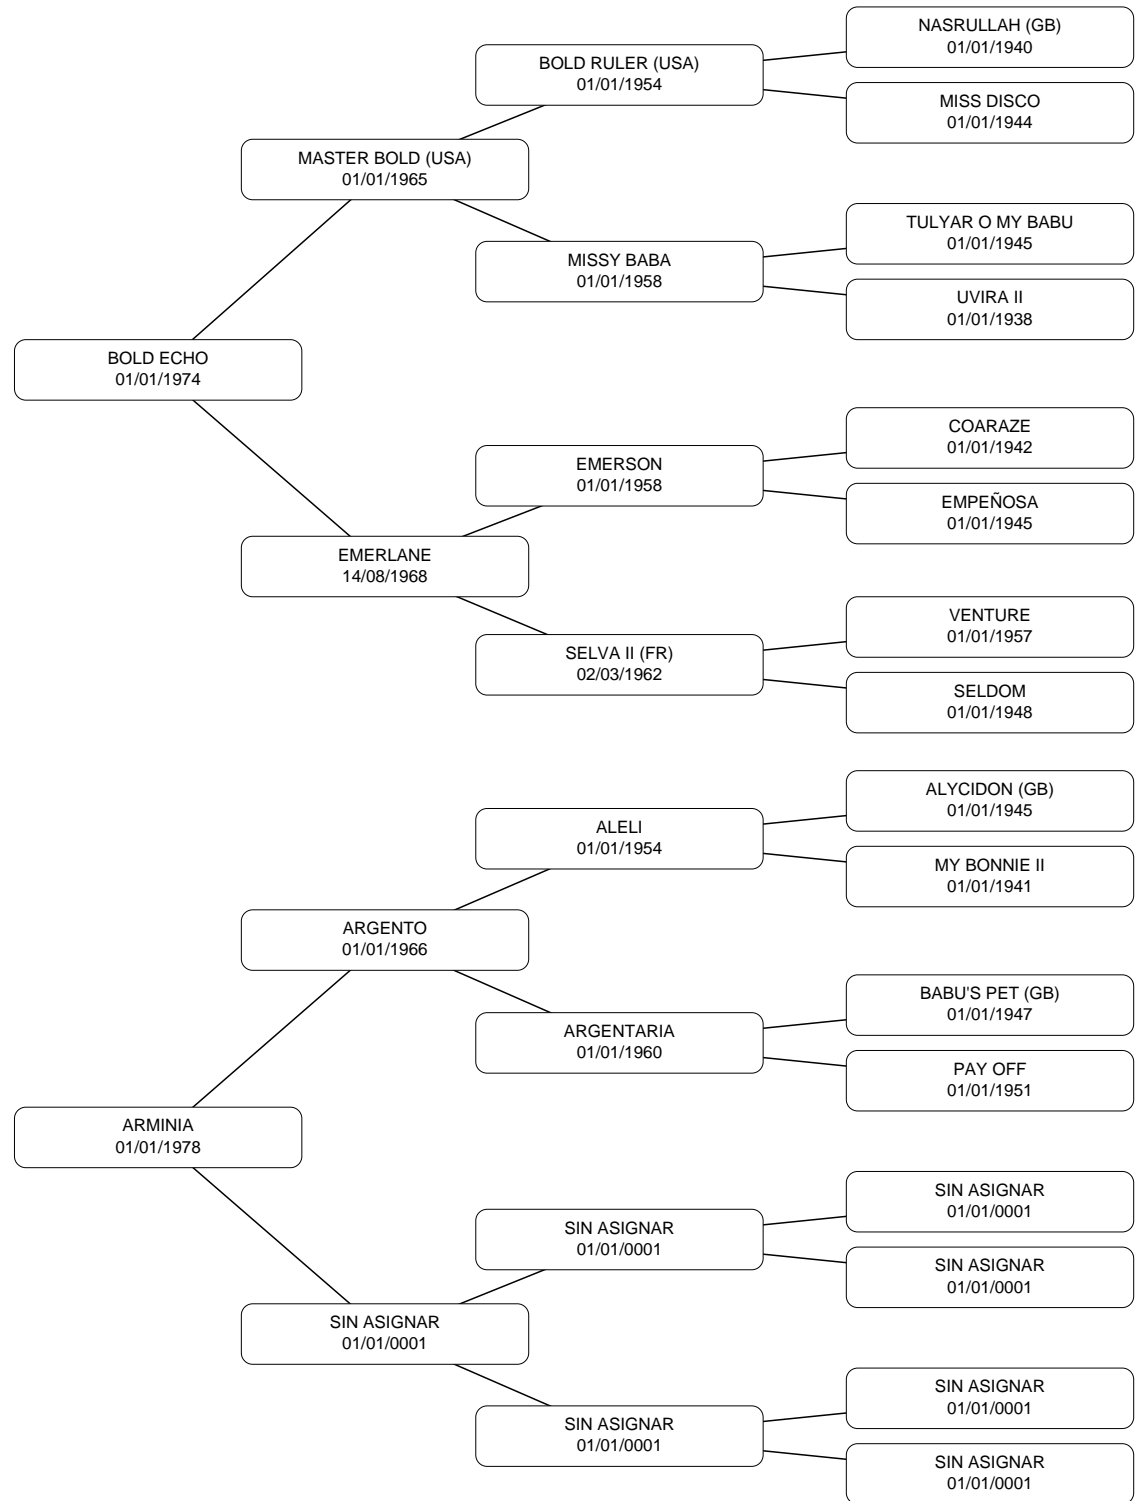 NASRULLAH (GB)
01/01/1940
BOLD RULER (USA)
01/01/1954
MISS DISCO
01/01/1944
MASTER BOLD (USA)
01/01/1965
TULYAR O MY BABU
01/01/1945
MISSY BABA
01/01/1958
UVIRA II
01/01/1938
BOLD ECHO
01/01/1974
COARAZE
01/01/1942
EMERSON
01/01/1958
EMPEÑOSA
01/01/1945
EMERLANE
14/08/1968
VENTURE
01/01/1957
SELVA II (FR)
02/03/1962
SELDOM
01/01/1948
ALYCIDON (GB)
01/01/1945
ALELI
01/01/1954
MY BONNIE II
01/01/1941
ARGENTO
01/01/1966
BABU'S PET (GB)
01/01/1947
ARGENTARIA
01/01/1960
PAY OFF
01/01/1951
ARMINIA
01/01/1978
SIN ASIGNAR
01/01/0001
SIN ASIGNAR
01/01/0001
SIN ASIGNAR
01/01/0001
SIN ASIGNAR
01/01/0001
SIN ASIGNAR
01/01/0001
SIN ASIGNAR
01/01/0001
SIN ASIGNAR
01/01/0001